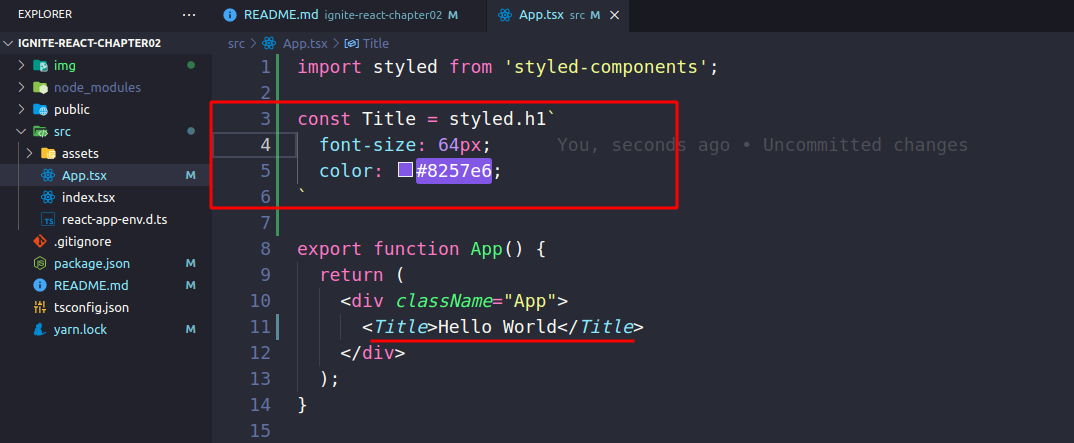 EXPLORER ...
README.md ignite-react-chapter02 M
App.tsx src M
IGNITE-REACT-CHAPTER02
img
node_modules
public
src
assets
App.tsx M
index.tsx
react-app-env.d.ts
.gitignore
package.json M
README.md M
tsconfig.json
yarn.lock M
src > App.tsx > Title
1 import styled from 'styled-components';
2
3 const Title = styled.h1`
4 font-size: 64px; You, seconds ago • Uncommitted changes
5 color: #8257e6;
6 `
7
8 export function App() {
9 return (
10 <div className="App">
11 <Title>Hello World</Title>
12 </div>
13 );
14 }
15